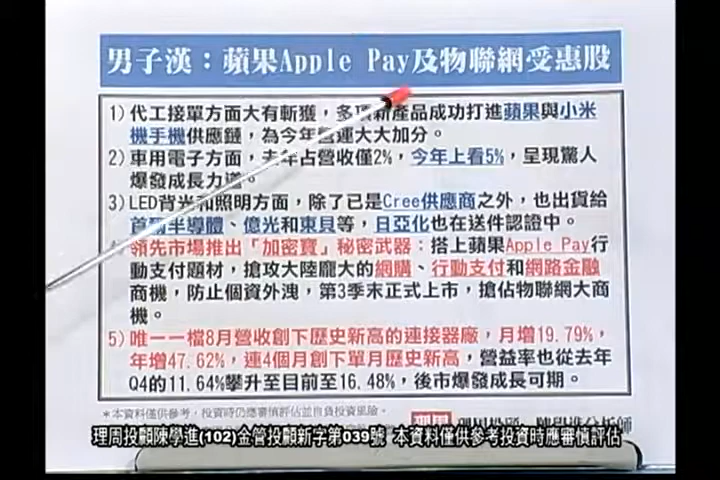 男子漢：蘋果Apple Pay及物聯網受惠股
1）代工接單方面大有斬獲，多項新產品成功打進蘋果與小米
機手機供應鏈，為今年營運大大加分。
2）車用電子方面，去年占營收僅2%，今年上看5%，呈現驚人
爆發成長力道。
3）LED背光和照明方面，除了已是Cree供應商之外，也出貨給
首爾半導體、億光和東貝等，日亞化也在送件認證中。
4）領先市場推出「加密寶」秘密武器：搭上蘋果Apple Pay行
動支付題材，搶攻大陸龐大的網購、行動支付和網路金融
商機，防止個資外洩，第3季末正式上市，搶佔物聯網大商
機。
5）唯一一檔8月營收創下歷史新高的連接器廠，月增19.79%，
年增47.62%，連4個月創下單月歷史新高，營益率也從去年
Q4的11.64%攀升至目前至16.48%，後市爆發成長可期。
＊本資料僅供參考，投資時仍應審慎評估並自負投資風險。
理周投顧陳學進(102)金管投顧新字第039號 本資料僅供參考投資時應審慎評估